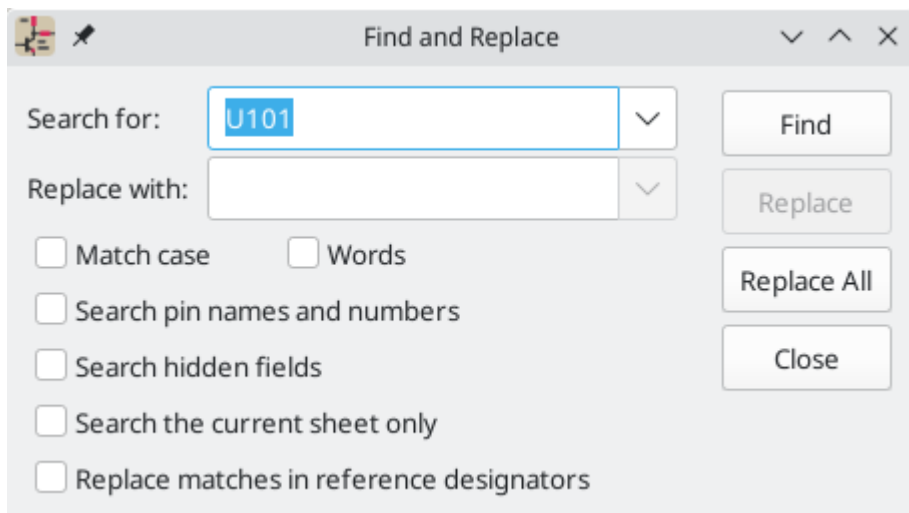 Find and Replace
Search for: U101
Find
Replace with:
Replace
Match case Words
Replace All
Search pin names and numbers
Search hidden fields
Close
Search the current sheet only
Replace matches in reference designators